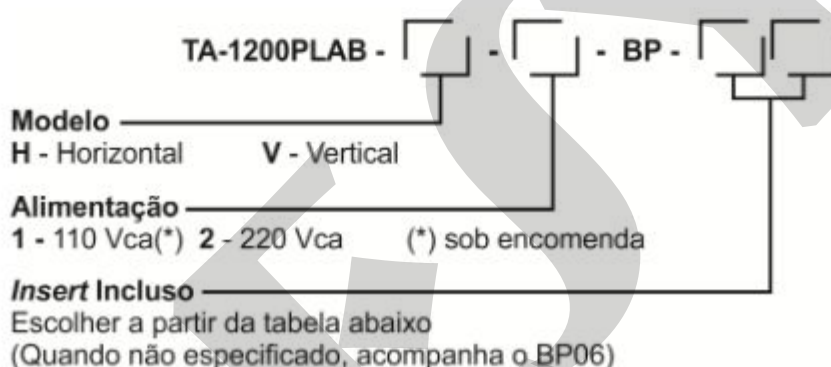 TA-1200PLAB - - - BP -
Modelo
H - Horizontal V - Vertical
Alimentação
1 - 110 Vca(*) 2 - 220 Vca (*) sob encomenda
Insert Incluso
Escolher a partir da tabela abaixo
(Quando não especificado, acompanha o BP06)